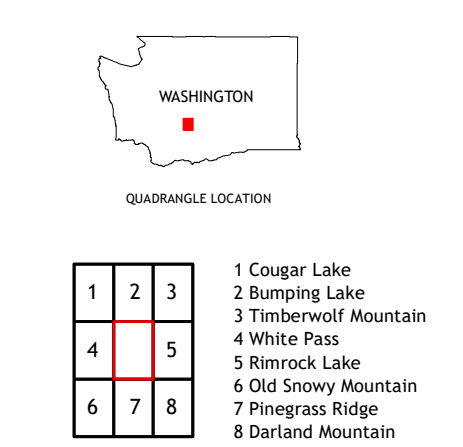 WASHINGTON
QUADRANGLE LOCATION
1 2 3
4 5
6 7 8
1 Cougar Lake
2 Bumping Lake
3 Timberwolf Mountain
4 White Pass
5 Rimrock Lake
6 Old Snowy Mountain
7 Pinegrass Ridge
8 Darland Mountain